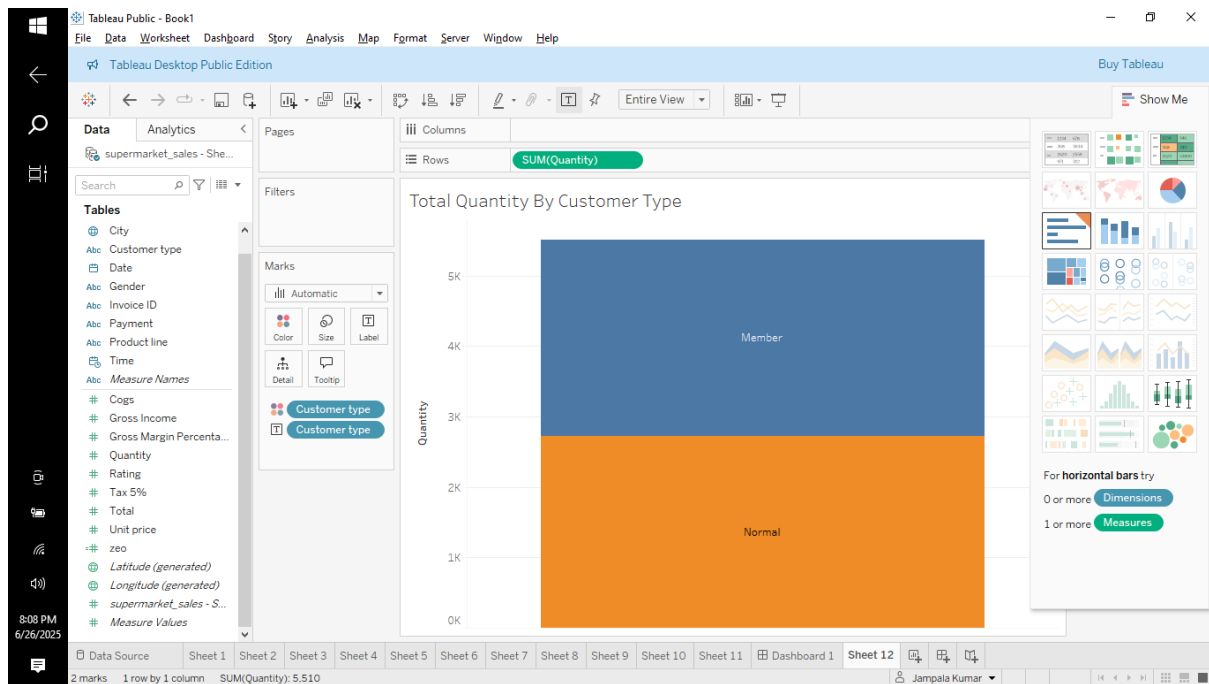 Tableau Public - Book1
File Data Worksheet Dashboard Story Analysis Map Format Server Window Help
Tableau Desktop Public Edition
Buy Tableau
Entire View
Show Me
Data
Analytics
supermarket_sales - She...
Search
Tables
City
Abc Customer type
Date
Abc Gender
Abc Invoice ID
Abc Payment
Abc Product line
Time
Abc Measure Names
# Cogs
# Gross Income
# Gross Margin Percenta...
# Quantity
# Rating
# Tax 5%
# Total
# Unit price
=# zeo
Latitude (generated)
Longitude (generated)
# supermarket_sales - S...
# Measure Values
Pages
Filters
Marks
Automatic
Color
Size
T
Label
Detail
Tooltip
Customer type
T Customer type
Columns
Rows
SUM(Quantity)
Total Quantity By Customer Type
Quantity
5K
4K
3K
2K
1K
0K
Member
Normal
For horizontal bars try
0 or more Dimensions
1 or more Measures
8:08 PM
6/26/2025
Data Source Sheet 1 Sheet 2 Sheet 3 Sheet 4 Sheet 5 Sheet 6 Sheet 7 Sheet 8 Sheet 9 Sheet 10 Sheet 11 Dashboard 1 Sheet 12
2 marks 1 row by 1 column SUM(Quantity): 5,510
Jampala Kumar